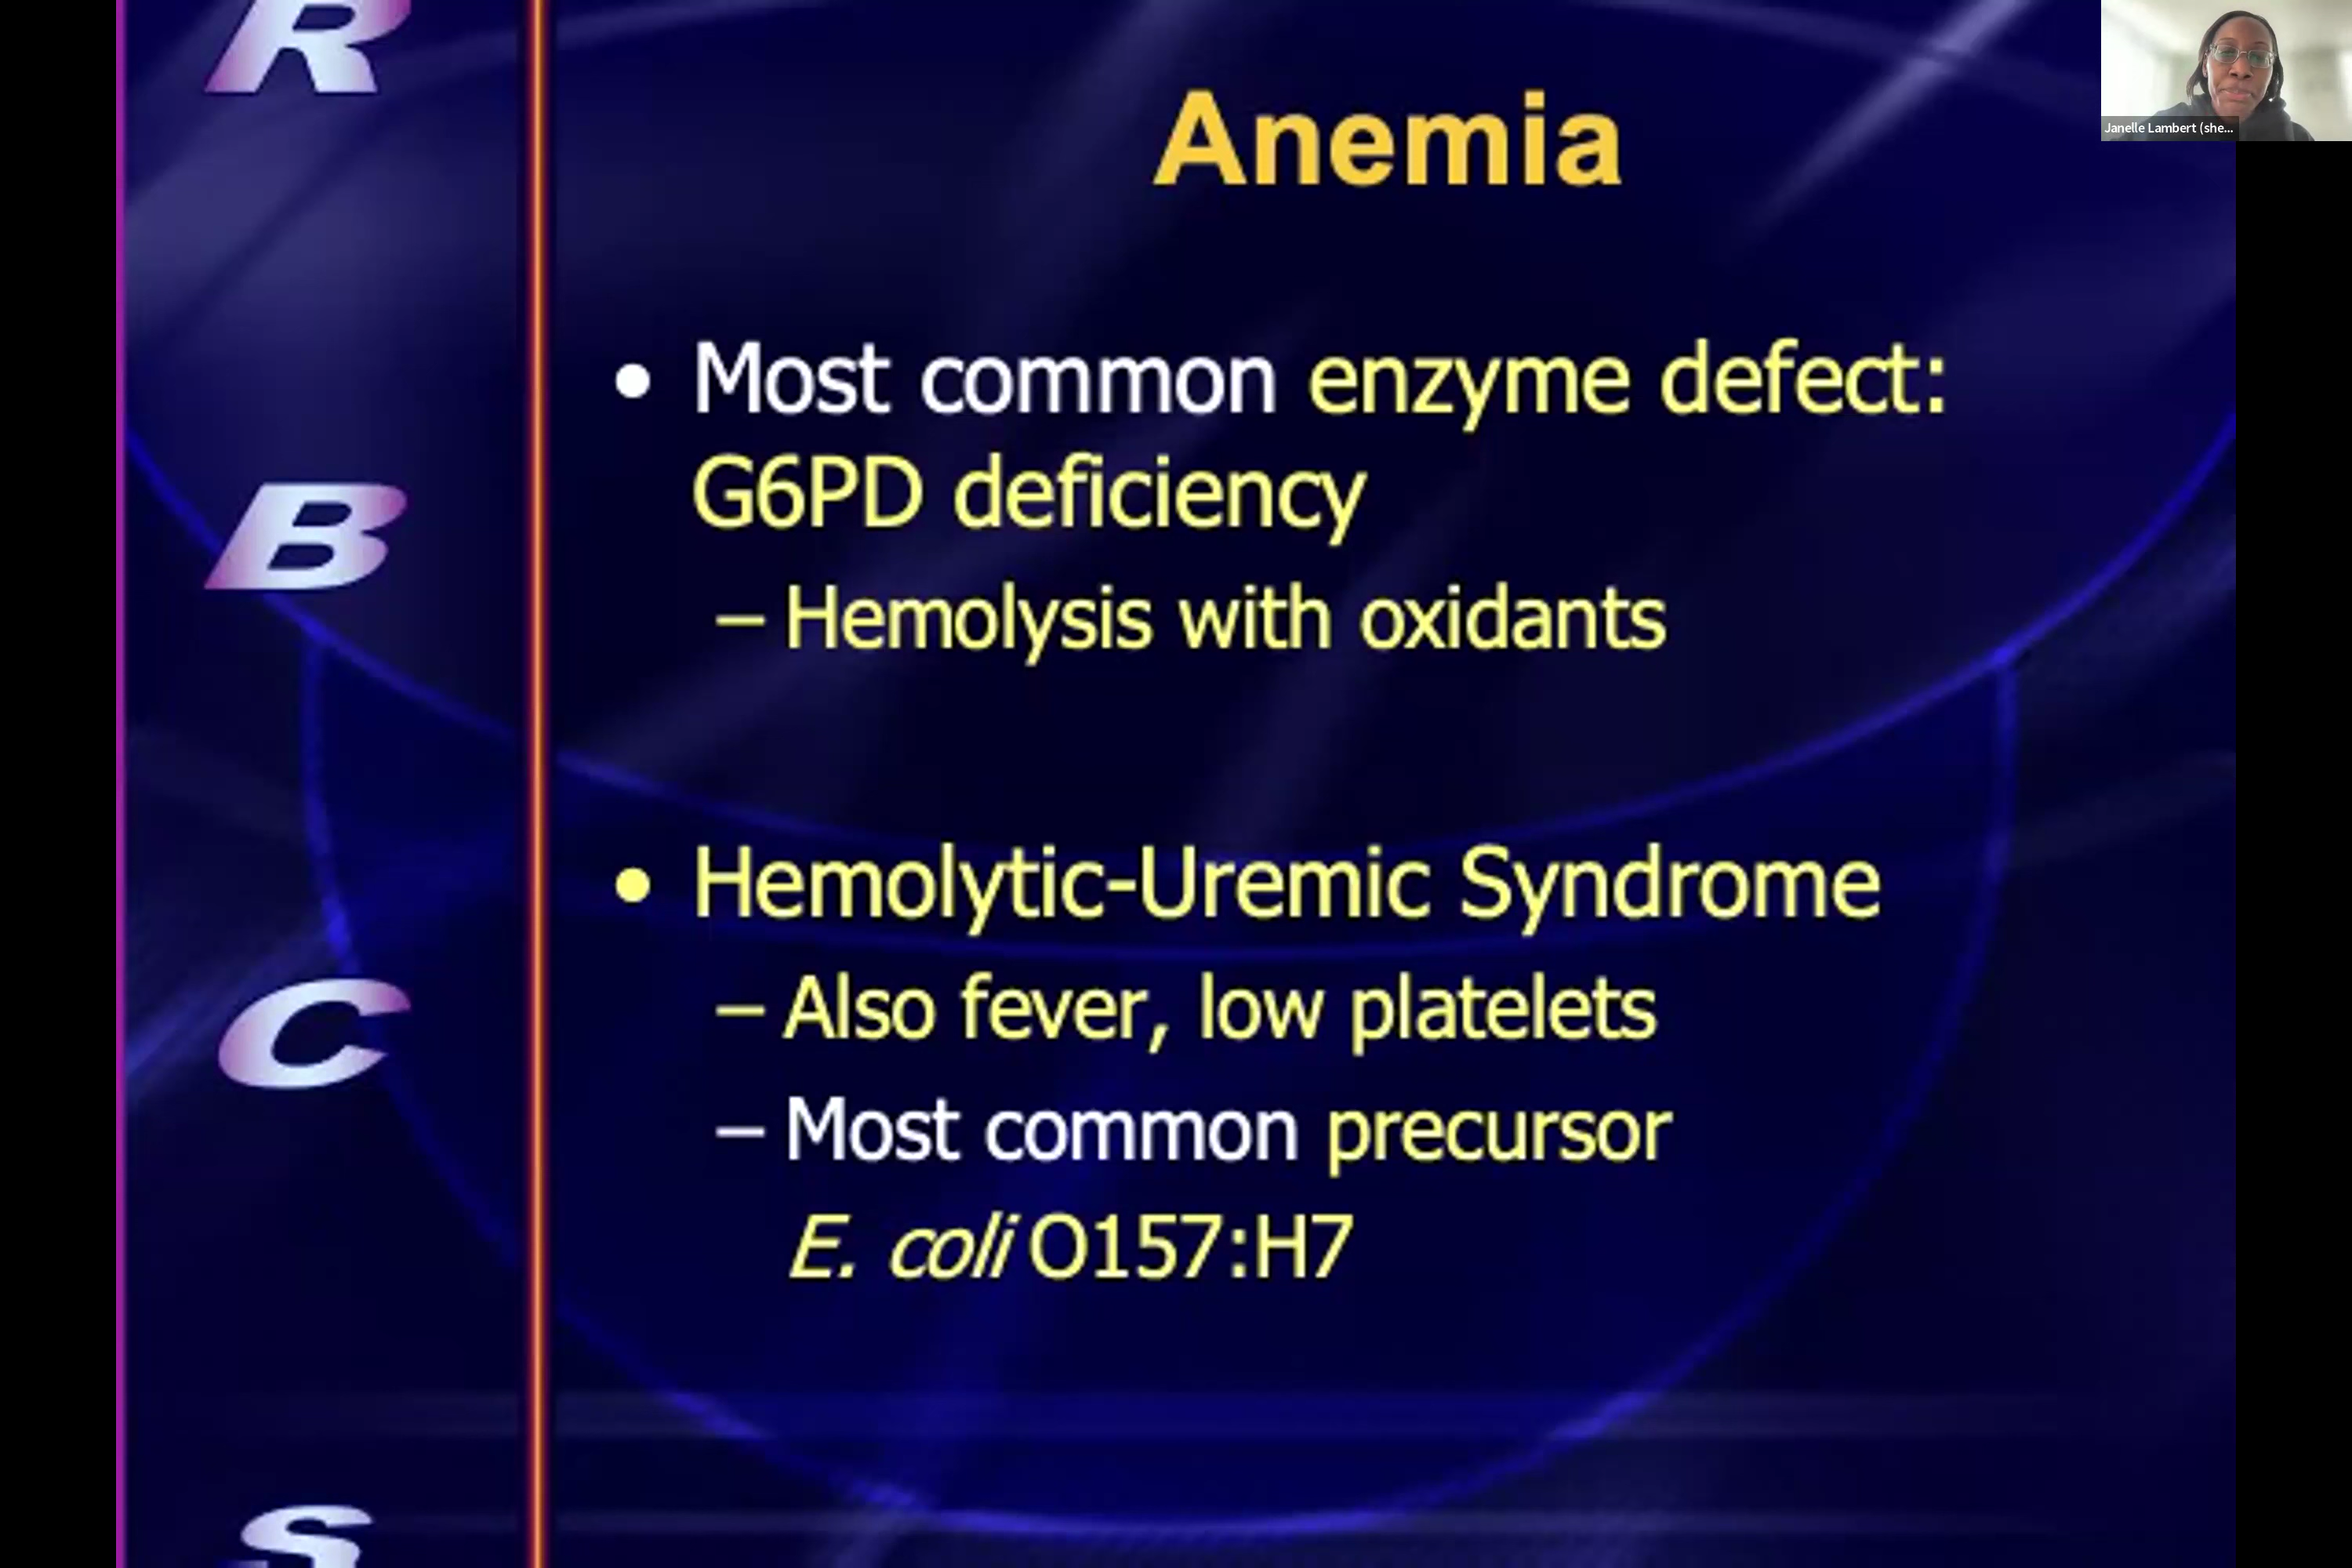 R
B
C
S
Anemia
• Most common enzyme defect:
G6PD deficiency
– Hemolysis with oxidants
• Hemolytic-Uremic Syndrome
– Also fever, low platelets
– Most common precursor
E. coli O157:H7
Janelle Lambert (she...